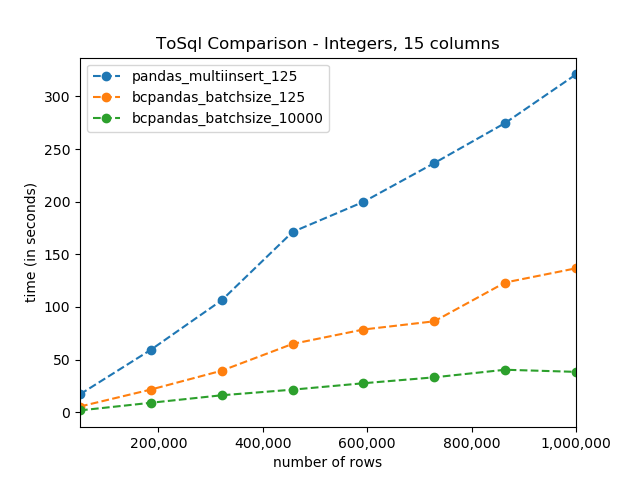 ToSql Comparison - Integers, 15 columns
pandas_multiinsert_125
bcpandas_batchsize_125
bcpandas_batchsize_10000
time (in seconds)
300
250
200
150
100
50
0
200,000
400,000
600,000
800,000
1,000,000
number of rows